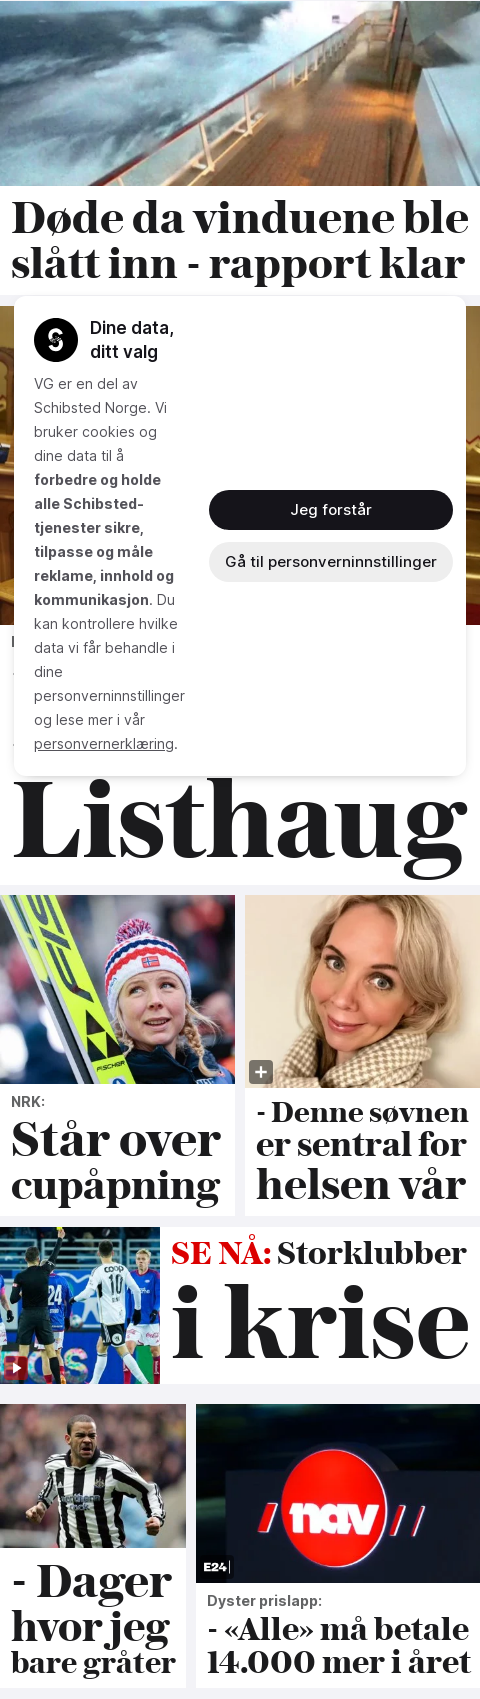 Døde da vinduene ble
slått inn - rapport klar
Dine data,
ditt valg
VG er en del av
Schibsted Norge. Vi
bruker cookies og
dine data til å
forbedre og holde
alle Schibsted-
tjenester sikre,
tilpasse og måle
reklame, innhold og
kommunikasjon. Du
kan kontrollere hvilke
data vi får behandle i
dine
personverninnstillinger
og lese mer i vår
personvernerklæring.
Jeg forstår
Gå til personverninnstillinger
Listhaug
FISCHER
NRK:
Står over
cupåpning
- Denne søvnen
er sentral for
helsen vår
coop
10
SE NÅ: Storklubber
i krise
- Dager
hvor jeg
bare gråter
nav
E24
Dyster prislapp:
- «Alle» må betale
14.000 mer i året